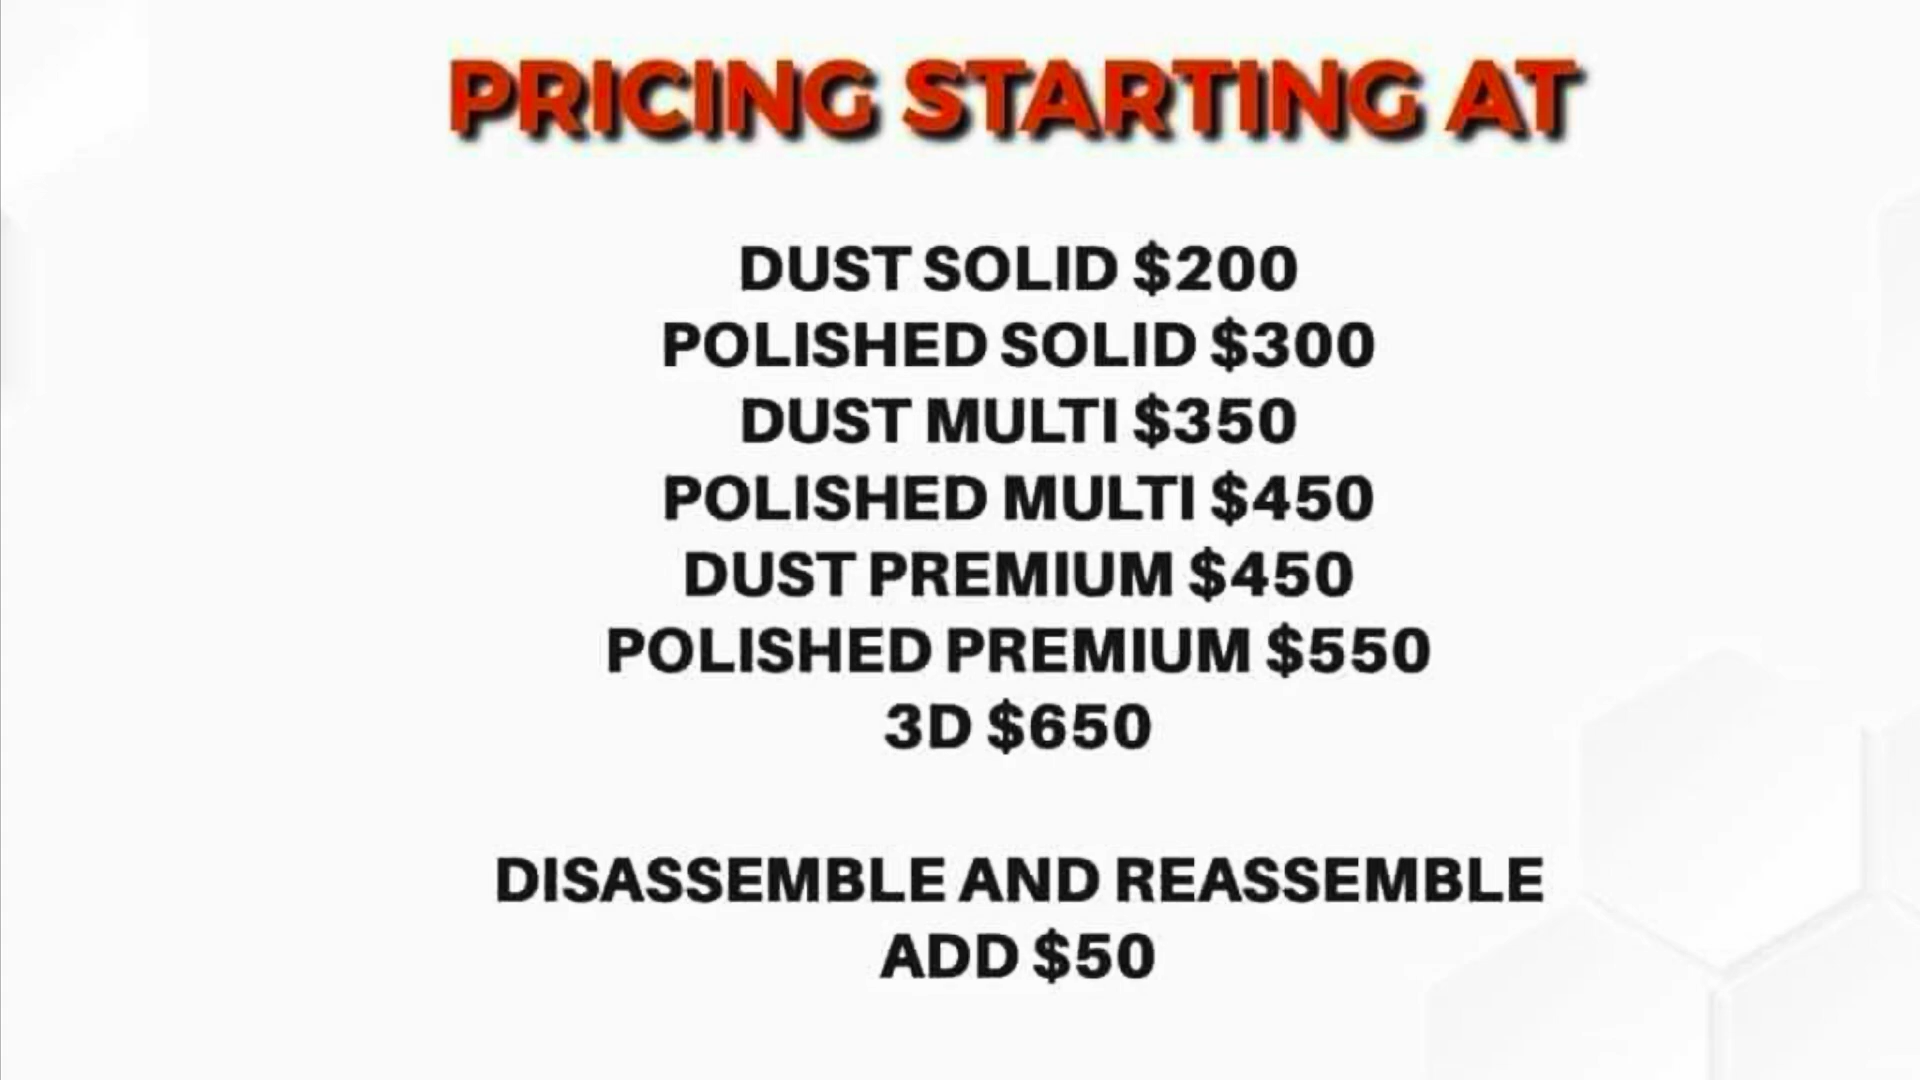 PRICING STARTING AT
DUST SOLID $200
POLISHED SOLID $300
DUST MULTI $350
POLISHED MULTI $450
DUST PREMIUM $450
POLISHED PREMIUM $550
3D $650
DISASSEMBLE AND REASSEMBLE
ADD $50